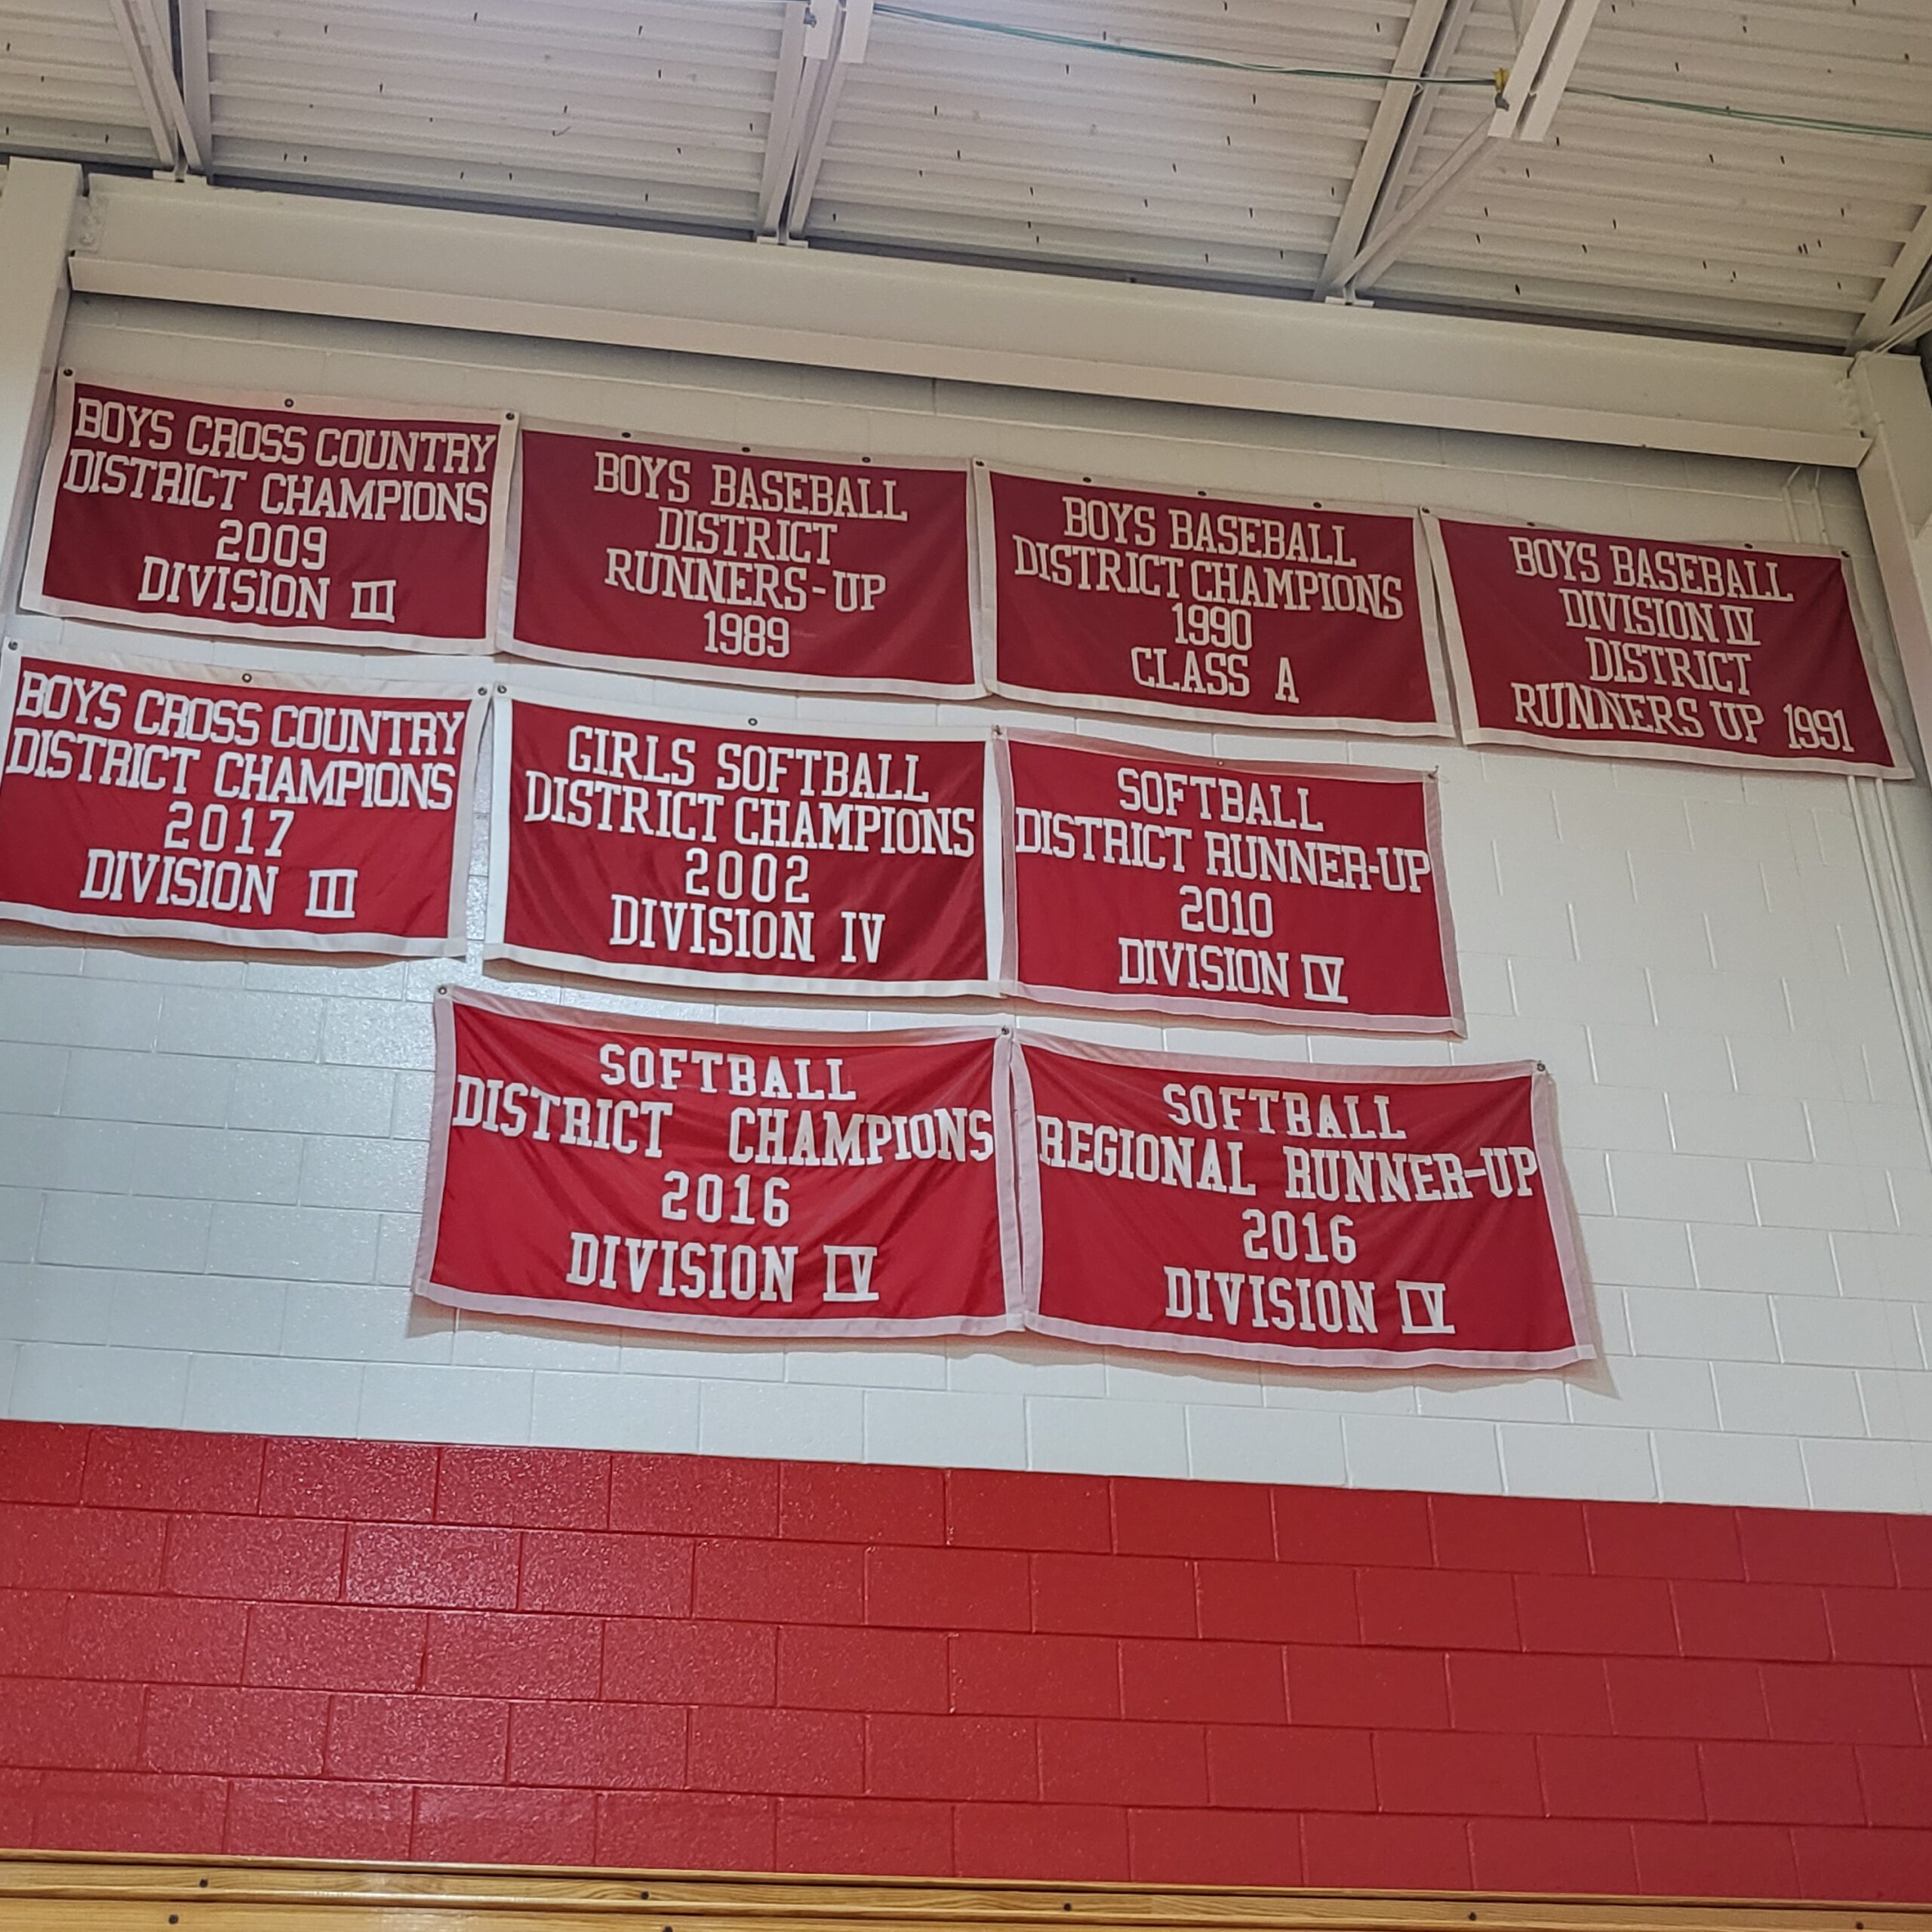 BOYS CROSS COUNTRY
DISTRICT CHAMPIONS
2009
DIVISION III
BOYS BASEBALL
DISTRICT
RUNNERS-UP
1989
BOYS BASEBALL
DISTRICT CHAMPIONS
1990
CLASS A
BOYS BASEBALL
DIVISION IV
DISTRICT
RUNNERS UP 1991
BOYS CROSS COUNTRY
DISTRICT CHAMPIONS
2017
DIVISION III
GIRLS SOFTBALL
DISTRICT CHAMPIONS
2002
DIVISION IV
SOFTBALL
DISTRICT RUNNER-UP
2010
DIVISION IV
SOFTBALL
DISTRICT CHAMPIONS
2016
DIVISION IV
SOFTBALL
REGIONAL RUNNER-UP
2016
DIVISION IV